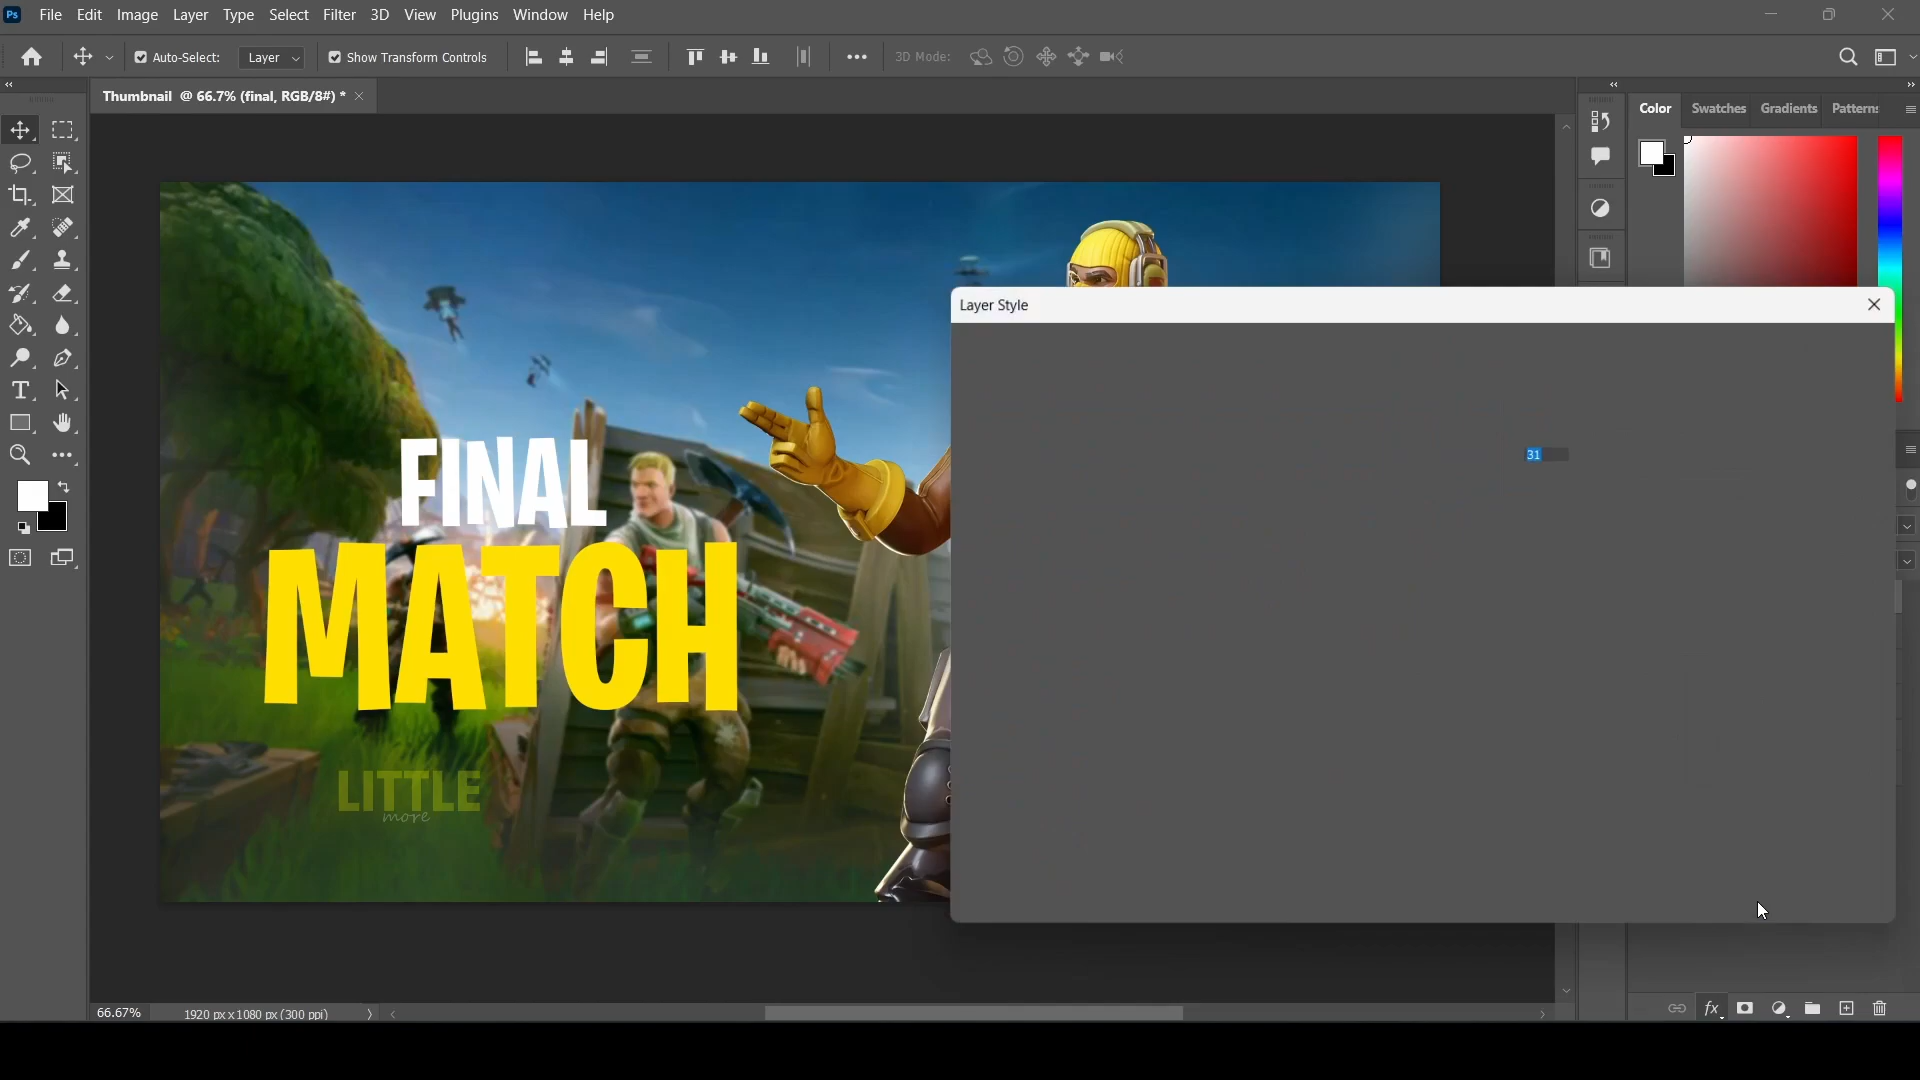 Ps File Edit Image Layer Type Select Filter 3D View Plugins Window Help
Auto-Select: Layer Show Transform Controls 3D Mode:
Thumbnail @ 66.7% (final, RGB/8#) *
Color Swatches Gradients Patterns
Layer Style
31
FINAL
MATCH
LITTLE
more
T
fx
66.67% 1920 px x 1080 px (300 ppi)